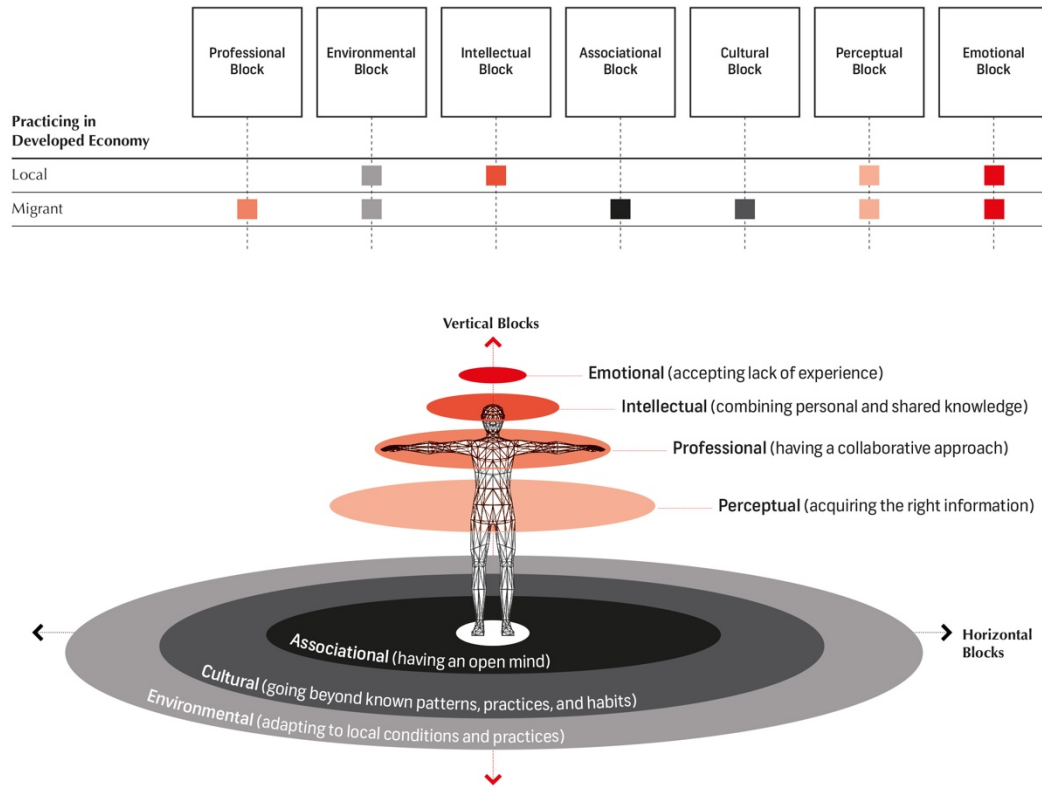 Professional
Block
Environmental
Block
Intellectual
Block
Associational
Block
Cultural
Block
Perceptual
Block
Emotional
Block
Practicing in
Developed Economy
Local
Migrant
Vertical Blocks
Emotional (accepting lack of experience)
Intellectual (combining personal and shared knowledge)
Professional (having a collaborative approach)
Perceptual (acquiring the right information)
Horizontal
Blocks
Associational (having an open mind)
Cultural (going beyond known patterns, practices, and habits)
Environmental (adapting to local conditions and practices)